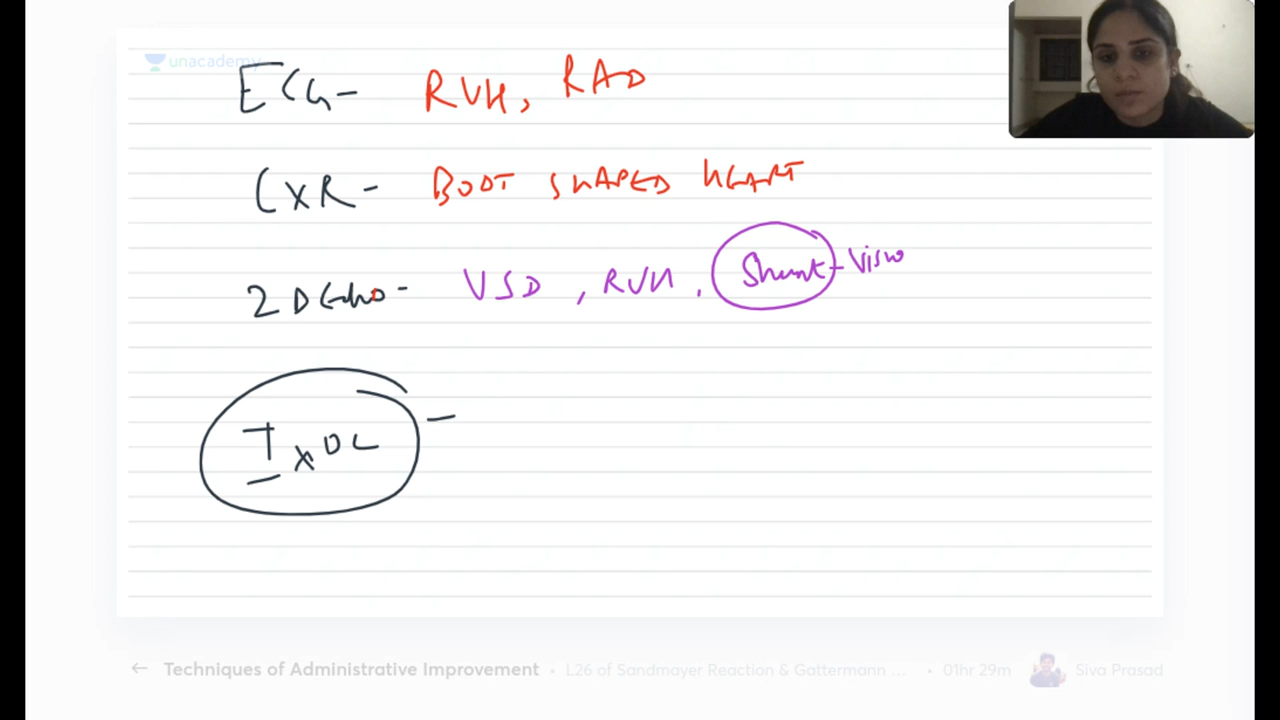 unacademy
ECG- RVH, RAD
CXR- BOOT SHAPED HEART
2D Echo- VSD, RVH, Shunt-Visu
IxOC -
← Techniques of Administrative Improvement • L26 of Sandmayer Reaction & Gattermann ... • 01hr 29m Siva Prasad